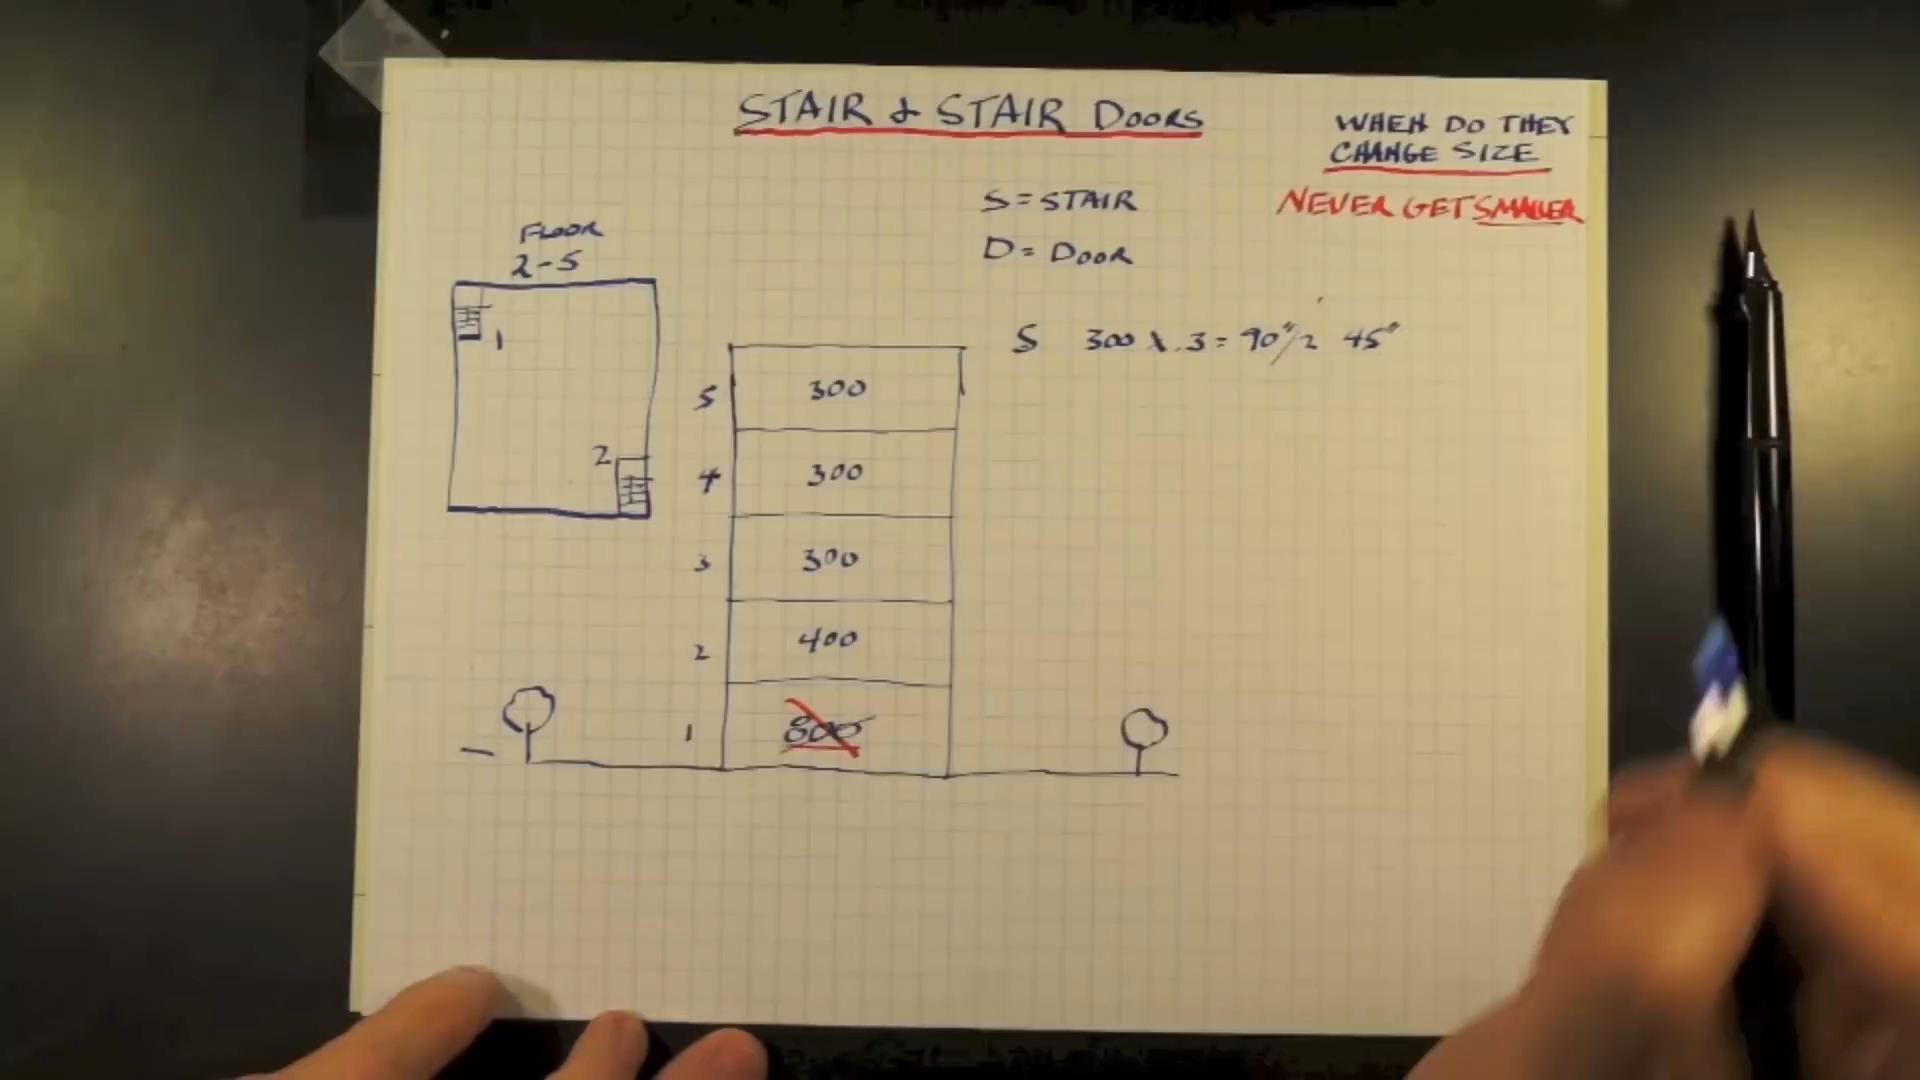 STAIR & STAIR DOORS
WHEN DO THEY
CHANGE SIZE
NEVER GET SMALLER
S = STAIR
D = DOOR
FLOOR
2-5
1
2
S 300 X .3 = 90"/2 45"
5 300
4 300
3 300
2 400
1 800